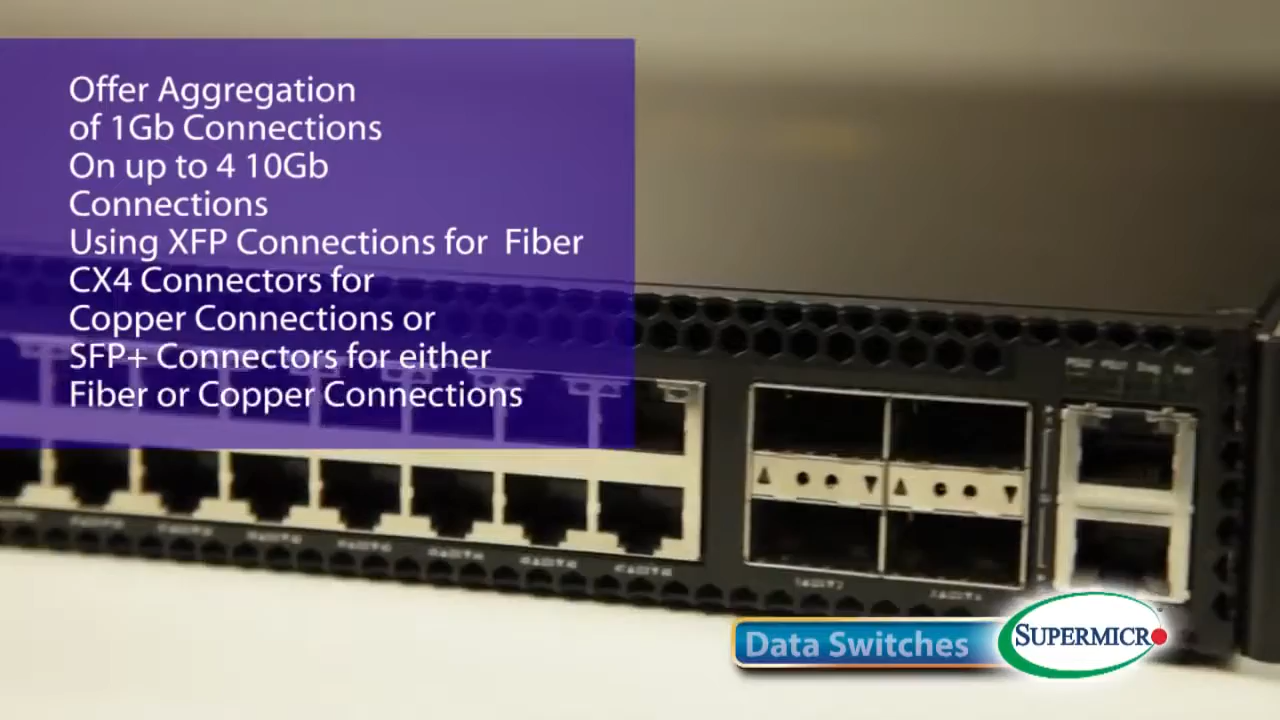 Offer Aggregation
of 1Gb Connections
On up to 4 10Gb
Connections
Using XFP Connections for Fiber
CX4 Connectors for
Copper Connections or
SFP+ Connectors for either
Fiber or Copper Connections
Data Switches
SUPERMICRO